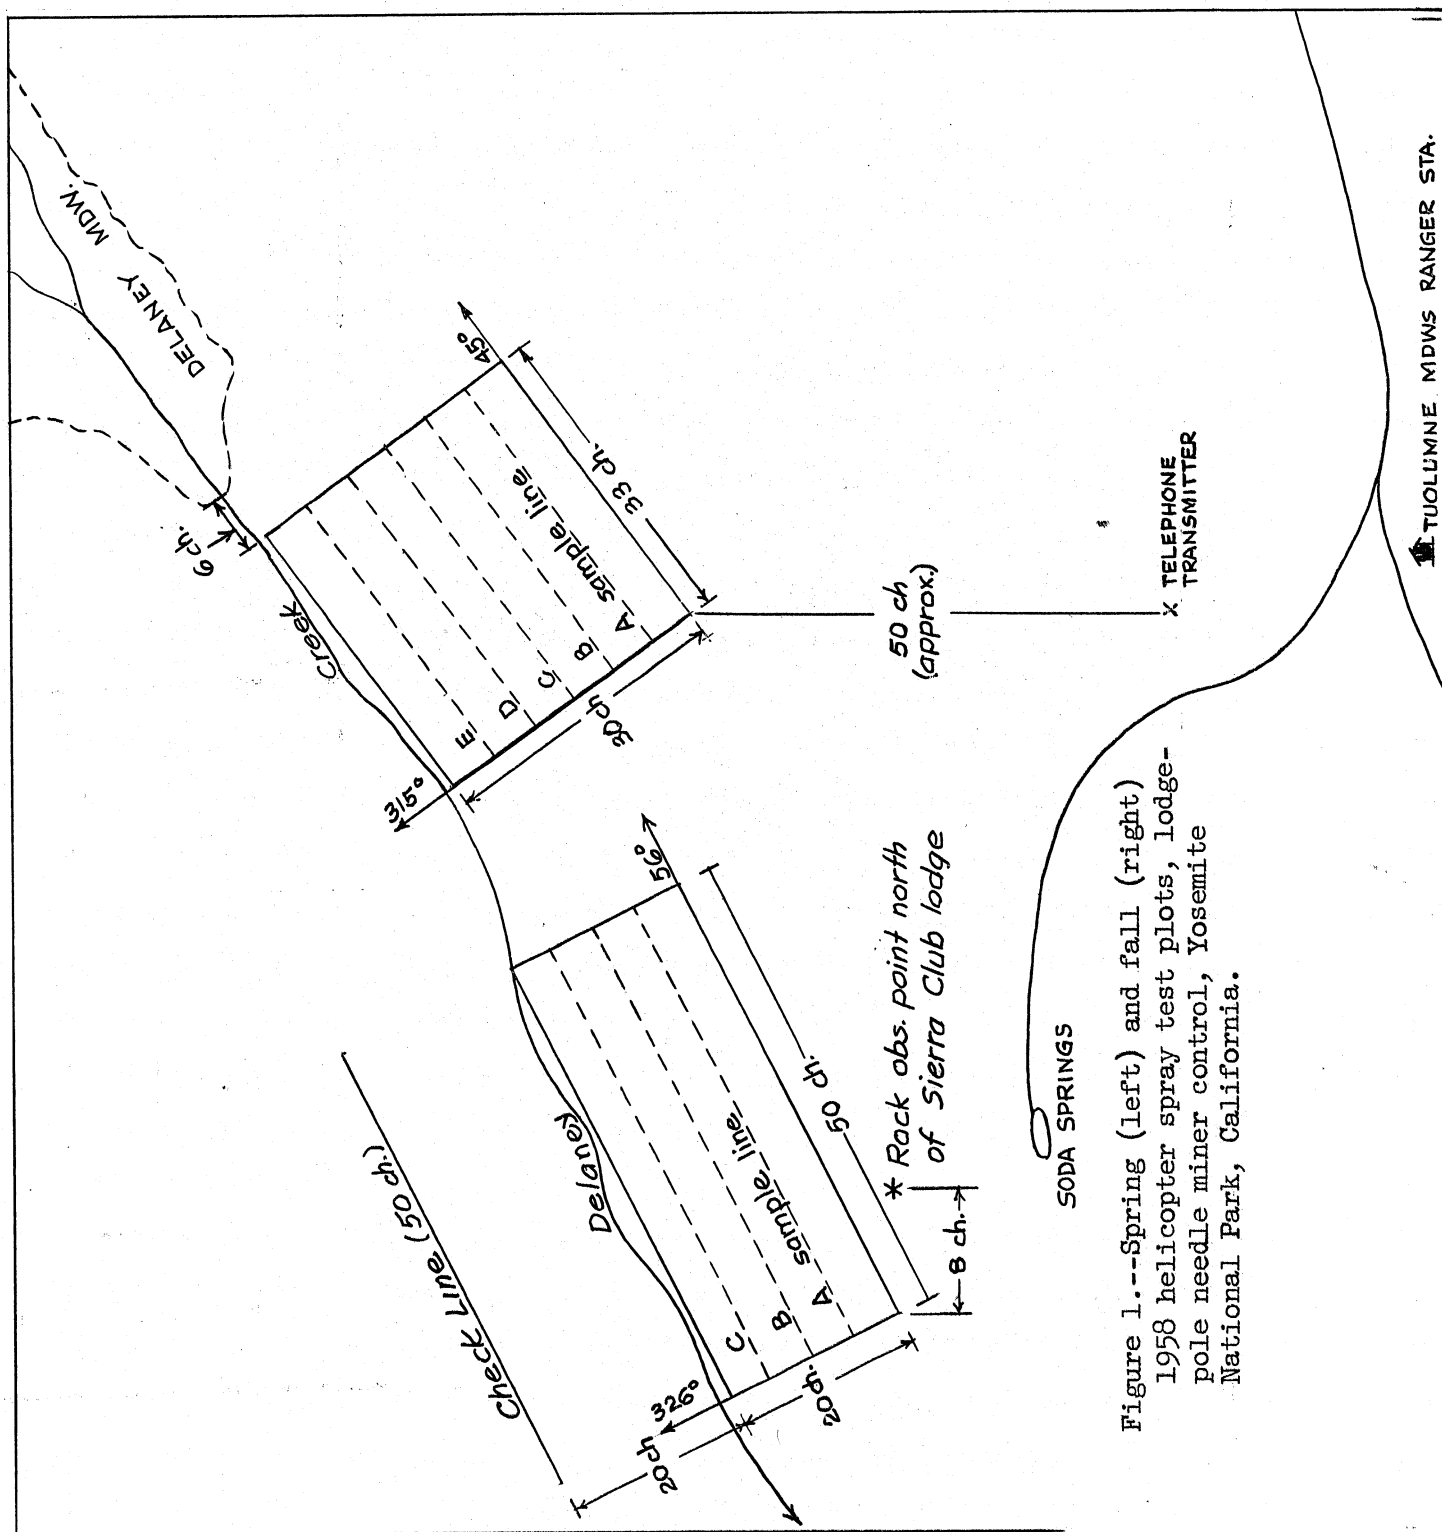 DELANEY MDW.
6 ch.
Creek
45°
33 ch.
A sample line
B
C
D
E
30 ch
315°
50 ch
(approx.)
X TELEPHONE
TRANSMITTER
TUOLUMNE MDWS RANGER STA.
Check Line (50 ch.)
Delaney
56°
50 ch.
A sample line
B
C
326°
20 ch
20 ch.
* Rock obs. point north
of Sierra Club lodge
8 ch.
SODA SPRINGS
Figure 1.--Spring (left) and fall (right)
1958 helicopter spray test plots, lodge-
pole needle miner control, Yosemite
National Park, California.